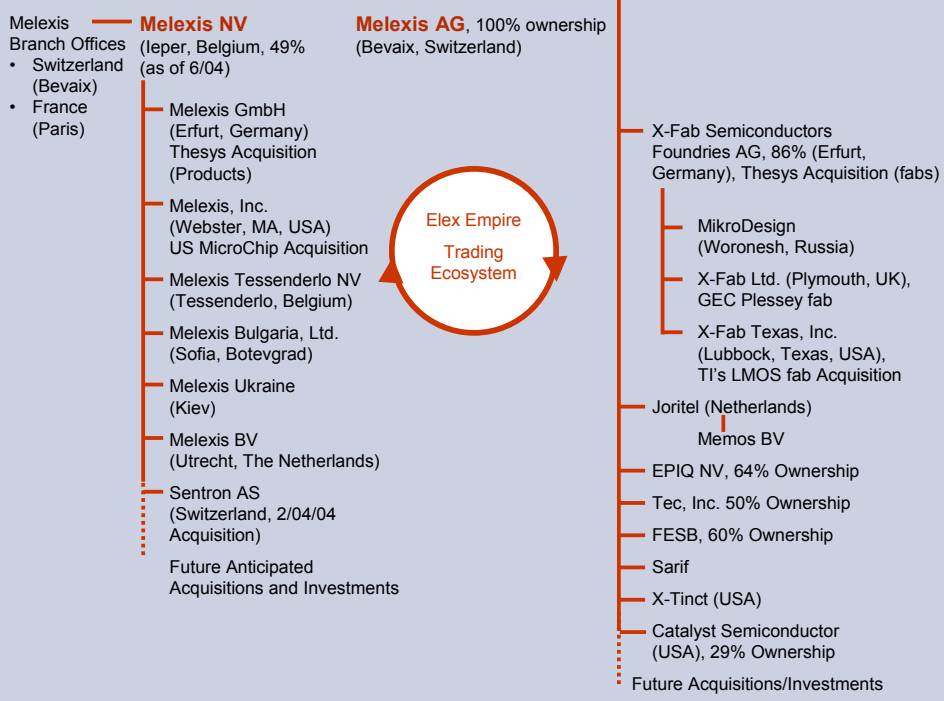 Melexis
Branch Offices
• Switzerland
(Bevaix)
• France
(Paris)
Melexis NV
(Ieper, Belgium, 49%
(as of 6/04)
Melexis GmbH
(Erfurt, Germany)
Thesys Acquisition
(Products)
Melexis, Inc.
(Webster, MA, USA)
US MicroChip Acquisition
Melexis Tessenderlo NV
(Tessenderlo, Belgium)
Melexis Bulgaria, Ltd.
(Sofia, Botevgrad)
Melexis Ukraine
(Kiev)
Melexis BV
(Utrecht, The Netherlands)
Sentron AS
(Switzerland, 2/04/04
Acquisition)
Future Anticipated
Acquisitions and Investments
Melexis AG, 100% ownership
(Bevaix, Switzerland)
Elex Empire
Trading
Ecosystem
X-Fab Semiconductors
Foundries AG, 86% (Erfurt,
Germany), Thesys Acquisition (fabs)
MikroDesign
(Woronesh, Russia)
X-Fab Ltd. (Plymouth, UK),
GEC Plessey fab
X-Fab Texas, Inc.
(Lubbock, Texas, USA),
TI's LMOS fab Acquisition
Joritel (Netherlands)
Memos BV
EPIQ NV, 64% Ownership
Tec, Inc. 50% Ownership
FESB, 60% Ownership
Sarif
X-Tinct (USA)
Catalyst Semiconductor
(USA), 29% Ownership
Future Acquisitions/Investments